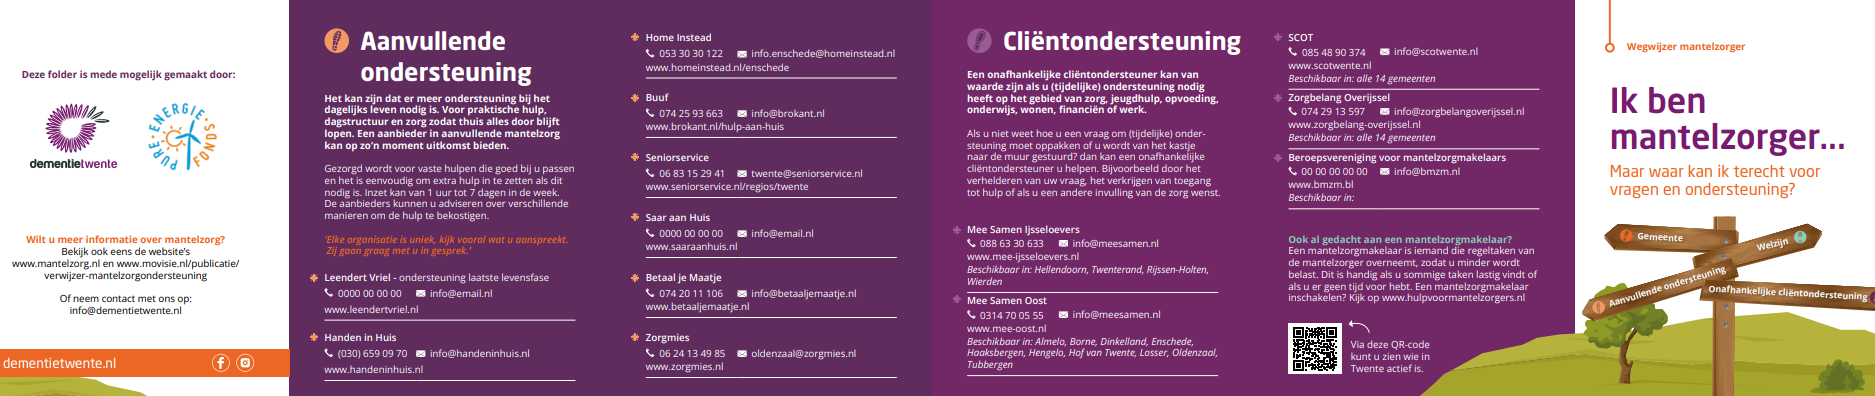 Deze folder is mede mogelijk gemaakt door:
dementietwente
PURE ENERGIE FONDS
Wilt u meer informatie over mantelzorg?
Bekijk ook eens de website's
www.mantelzorg.nl en www.movisie.nl/publicatie/
verwijzer-mantelzorgondersteuning
Of neem contact met ons op:
info@dementietwente.nl
dementietwente.nl
Aanvullende
ondersteuning
Het kan zijn dat er meer ondersteuning bij het
dagelijks leven nodig is. Voor praktische hulp,
dagstructuur en zorg zodat thuis alles door blijft
lopen. Een aanbieder in aanvullende mantelzorg
kan op zo'n moment uitkomst bieden.
Gezorgd wordt voor vaste hulpen die goed bij u passen
en het is eenvoudig om extra hulp in te zetten als dit
nodig is. Inzet kan van 1 uur tot 7 dagen in de week.
De aanbieders kunnen u adviseren over verschillende
manieren om de hulp te bekostigen.
'Elke organisatie is uniek, kijk vooral wat u aanspreekt.
Zij gaan graag met u in gesprek.'
Leendert Vriel - ondersteuning laatste levensfase
0000 00 00 00 info@email.nl
www.leendertvriel.nl
Handen in Huis
(030) 659 09 70 info@handeninhuis.nl
www.handeninhuis.nl
Home Instead
053 30 30 122 info.enschede@homeinstead.nl
www.homeinstead.nl/enschede
Buuf
074 25 93 663 info@brokant.nl
www.brokant.nl/hulp-aan-huis
Seniorservice
06 83 15 29 41 twente@seniorservice.nl
www.seniorservice.nl/regios/twente
Saar aan Huis
0000 00 00 00 info@email.nl
www.saaraanhuis.nl
Betaal je Maatje
074 20 11 106 info@betaaljemaatje.nl
www.betaaljemaatje.nl
Zorgmies
06 24 13 49 85 oldenzaal@zorgmies.nl
www.zorgmies.nl
Cliëntondersteuning
Een onafhankelijke cliëntondersteuner kan van
waarde zijn als u (tijdelijke) ondersteuning nodig
heeft op het gebied van zorg, jeugdhulp, opvoeding,
onderwijs, wonen, financiën of werk.
Als u niet weet hoe u een vraag om (tijdelijke) onder-
steuning moet oppakken of u wordt van het kastje
naar de muur gestuurd? dan kan een onafhankelijke
cliëntondersteuner u helpen. Bijvoorbeeld door het
verhelderen van uw vraag, het verkrijgen van toegang
tot hulp of als u een andere invulling van de zorg wenst.
Mee Samen Ijsseloevers
088 63 30 633 info@meesamen.nl
www.mee-ijsseloevers.nl
Beschikbaar in: Hellendoorn, Twenterand, Rijssen-Holten,
Wierden
Mee Samen Oost
0314 70 05 55 info@meesamen.nl
www.mee-oost.nl
Beschikbaar in: Almelo, Borne, Dinkelland, Enschede,
Haaksbergen, Hengelo, Hof van Twente, Losser, Oldenzaal,
Tubbergen
SCOT
085 48 90 374 info@scotwente.nl
www.scotwente.nl
Beschikbaar in: alle 14 gemeenten
Zorgbelang Overijssel
074 29 13 597 info@zorgbelangoverijssel.nl
www.zorgbelang-overijssel.nl
Beschikbaar in: alle 14 gemeenten
Beroepsvereniging voor mantelzorgmakelaars
00 00 00 00 00 info@bmzm.nl
www.bmzm.bl
Beschikbaar in:
Ook al gedacht aan een mantelzorgmakelaar?
Een mantelzorgmakelaar is iemand die regeltaken van
de mantelzorger overneemt, zodat u minder wordt
belast. Dit is handig als u sommige taken lastig vindt of
als u er geen tijd voor hebt. Een mantelzorgmakelaar
inschakelen? Kijk op www.hulpvoormantelzorgers.nl
Via deze QR-code
kunt u zien wie in
Twente actief is.
Wegwijzer mantelzorger
Ik ben
mantelzorger...
Maar waar kan ik terecht voor
vragen en ondersteuning?
Gemeente
Welzijn
Aanvullende ondersteuning
Onafhankelijke cliëntondersteuning